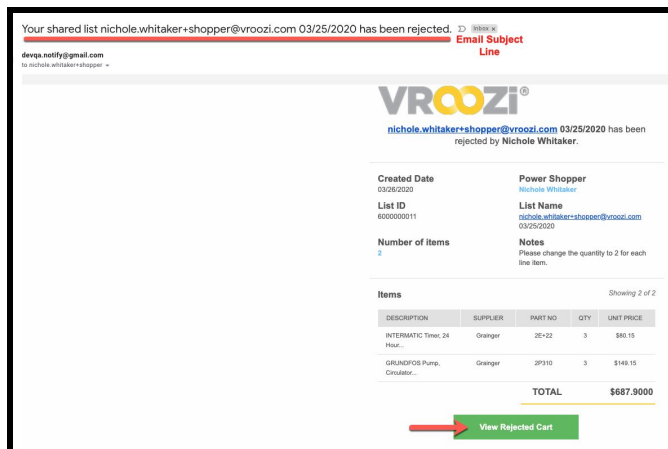 Your shared list nichole.whitaker+shopper@vroozi.com 03/25/2020 has been rejected. Inbox x
Email Subject
Line
devqa.notify@gmail.com
to nichole.whitaker+shopper
VROOZI®
nichole.whitaker+shopper@vroozi.com 03/25/2020 has been
rejected by Nichole Whitaker.
Created Date Power Shopper
03/26/2020 Nichole Whitaker
List ID List Name
6000000011 nichole.whitaker+shopper@vroozi.com
03/25/2020
Number of items Notes
2 Please change the quantity to 2 for each
line item.
Items Showing 2 of 2
DESCRIPTION SUPPLIER PART NO QTY UNIT PRICE
INTERMATIC Timer, 24 Grainger 2E+22 3 $80.15
Hour...
GRUNDFOS Pump, Grainger 2P310 3 $149.15
Circulator...
TOTAL $687.9000
View Rejected Cart